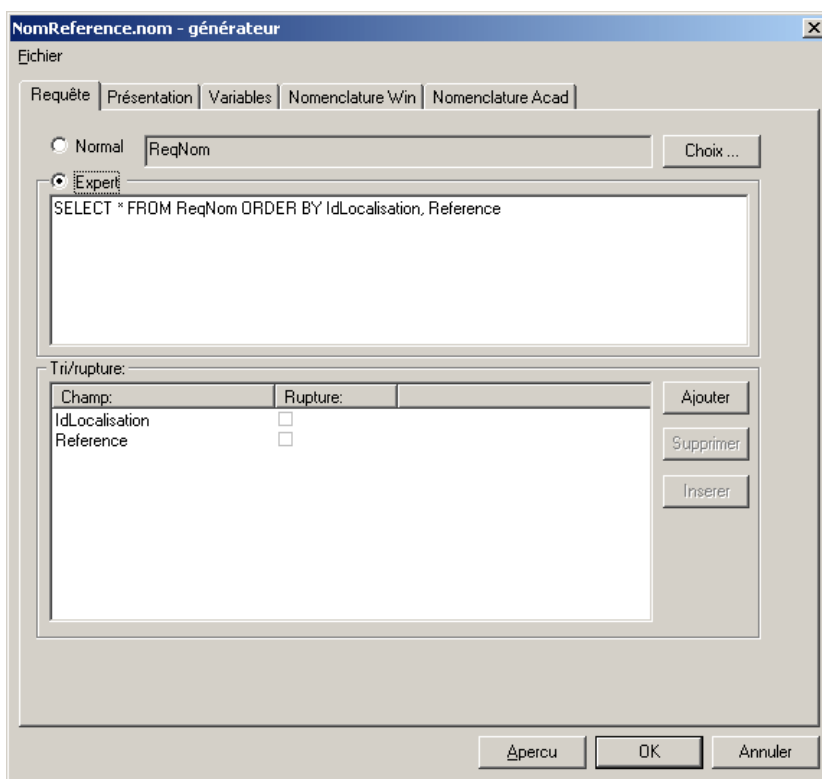 NomReference.nom - générateur
Fichier
Requête Présentation Variables Nomenclature Win Nomenclature Acad
Normal ReqNom Choix ...
Expert
SELECT * FROM ReqNom ORDER BY IdLocalisation, Reference
Tri/rupture:
Champ: Rupture: Ajouter
IdLocalisation
Reference Supprimer
Inserer
Apercu OK Annuler